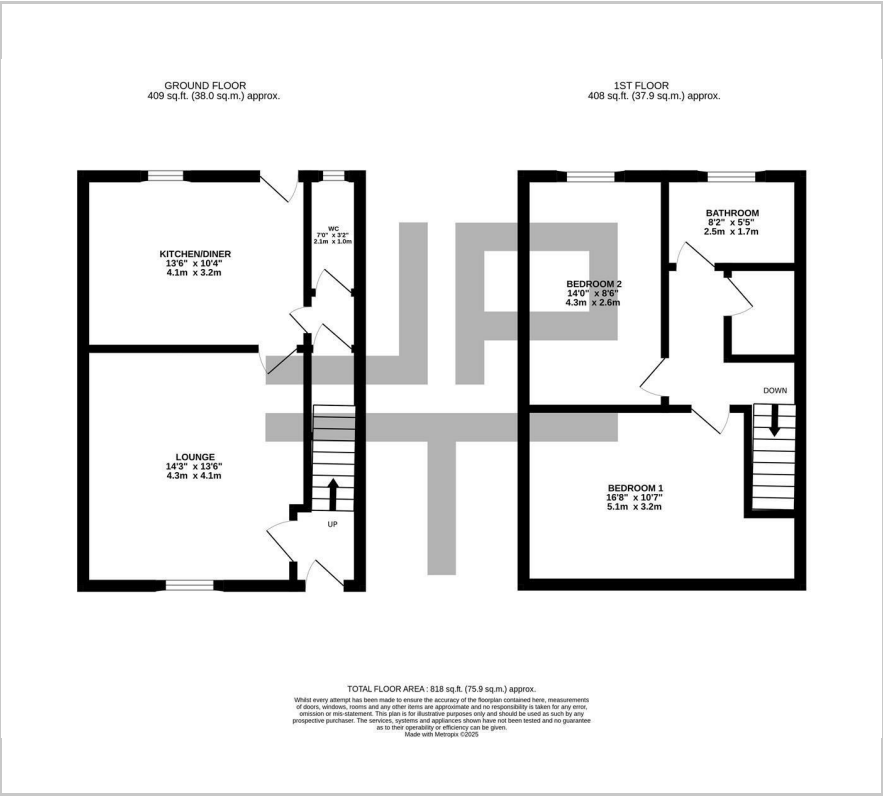 GROUND FLOOR
409 sq.ft. (38.0 sq.m.) approx.
1ST FLOOR
408 sq.ft. (37.9 sq.m.) approx.
KITCHEN/DINER
13'6" x 10'4"
4.1m x 3.2m
WC
7'0" x 3'2"
2.1m x 1.0m
LOUNGE
14'3" x 13'6"
4.3m x 4.1m
UP
BATHROOM
8'2" x 5'5"
2.5m x 1.7m
BEDROOM 2
14'0" x 8'6"
4.3m x 2.6m
DOWN
BEDROOM 1
16'8" x 10'7"
5.1m x 3.2m
TOTAL FLOOR AREA : 818 sq.ft. (75.9 sq.m.) approx.
Whilst every attempt has been made to ensure the accuracy of the floorplan contained here, measurements
of doors, windows, rooms and any other items are approximate and no responsibility is taken for any error,
omission or mis-statement. This plan is for illustrative purposes only and should be used as such by any
prospective purchaser. The services, systems and appliances shown have not been tested and no guarantee
as to their operability or efficiency can be given.
Made with Metropix ©2025